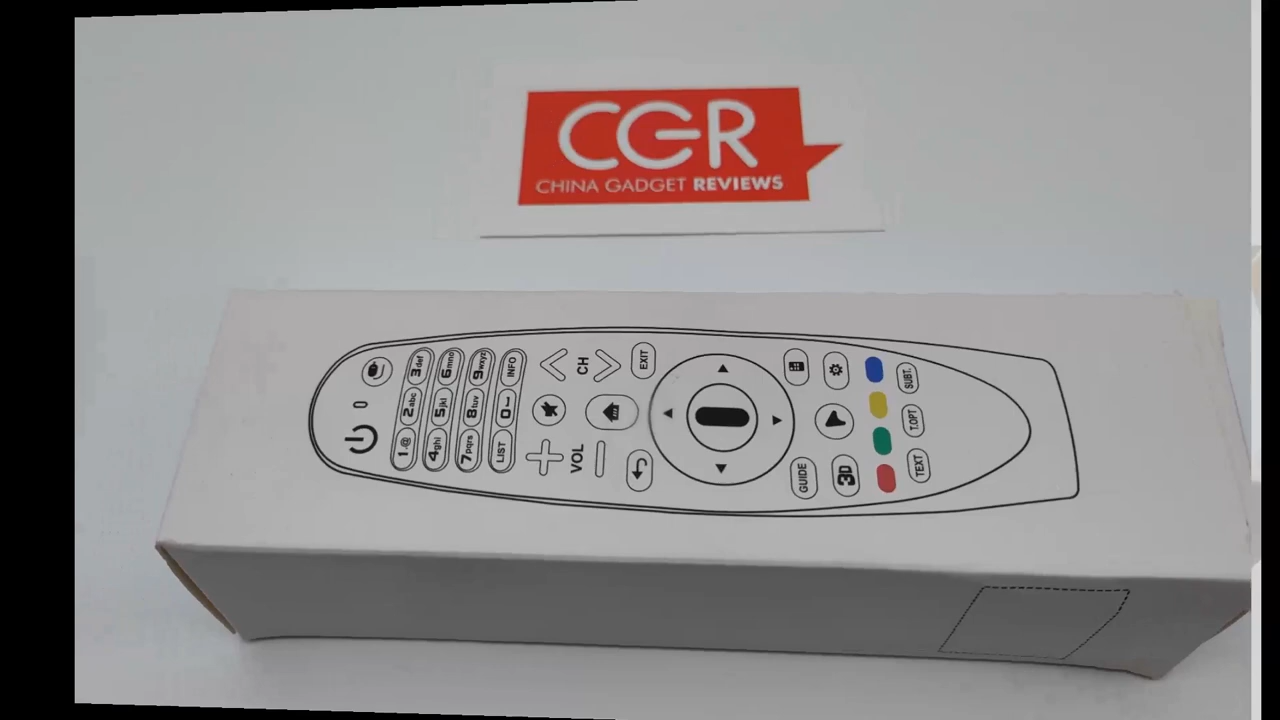 CGR
CHINA GADGET REVIEWS
1.@ 2abc 3def
4ghi 5jkl 6mno
7pqrs 8tuv 9wxyz
LIST 0 INFO
VOL CH
EXIT
GUIDE
3D
TEXT T.OPT SUBT.